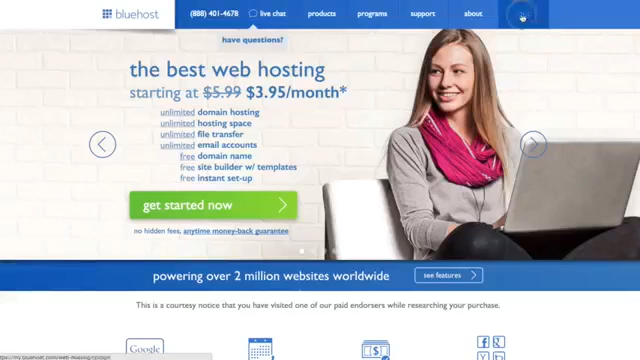 bluehost
(888) 401-4678 live chat products programs support about
have questions?
the best web hosting
starting at $5.99 $3.95/month*
unlimited domain hosting
unlimited hosting space
unlimited file transfer
unlimited email accounts
free domain name
free site builder w/ templates
free instant set-up
get started now
no hidden fees, anytime money-back guarantee
powering over 2 million websites worldwide
see features
This is a courtesy notice that you have visited one of our paid endorsers while researching your purchase.
Google